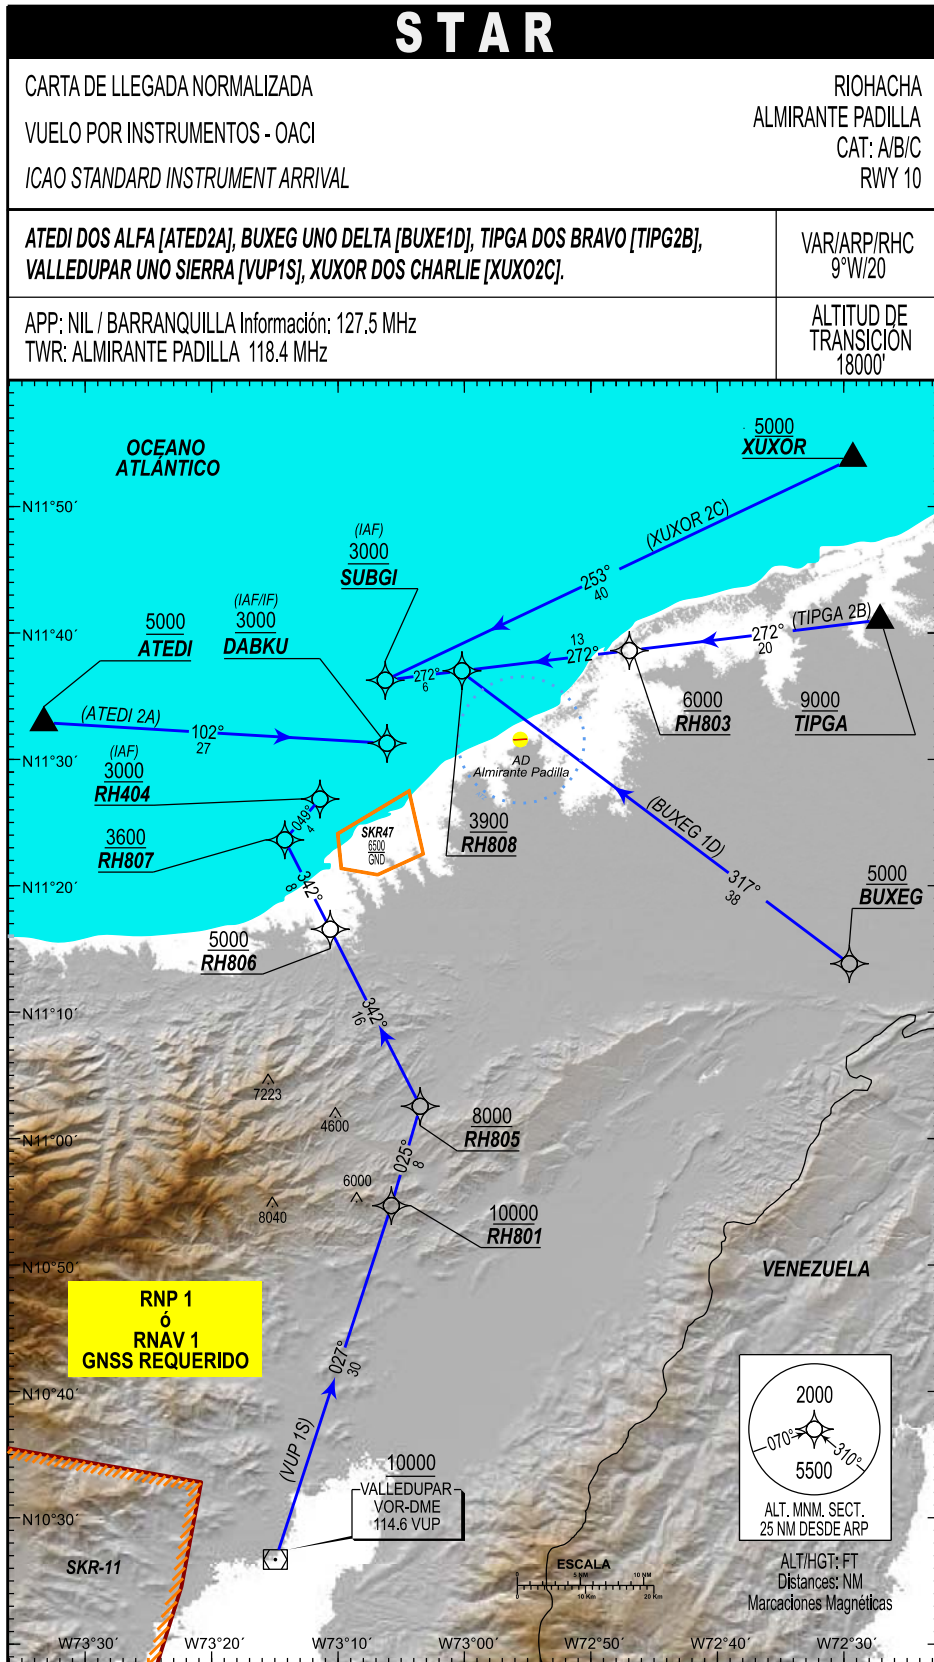 STAR
CARTA DE LLEGADA NORMALIZADA
VUELO POR INSTRUMENTOS - OACI
ICAO STANDARD INSTRUMENT ARRIVAL
RIOHACHA
ALMIRANTE PADILLA
CAT: A/B/C
RWY 10
ATEDI DOS ALFA [ATED2A], BUXEG UNO DELTA [BUXE1D], TIPGA DOS BRAVO [TIPG2B],
VALLEDUPAR UNO SIERRA [VUP1S], XUXOR DOS CHARLIE [XUXO2C].
VAR/ARP/RHC
9°W/20
APP: NIL / BARRANQUILLA Información: 127.5 MHz
TWR: ALMIRANTE PADILLA 118.4 MHz
ALTITUD DE
TRANSICIÓN
18000'
OCEANO
ATLÁNTICO
5000
XUXOR
N11°50´
(XUXOR 2C)
(IAF)
3000
SUBGI
253°
40
(IAF/IF)
3000
DABKU
5000
ATEDI
N11°40´
(TIPGA 2B)
272°
20
13
272°
272°
6
6000
RH803
9000
TIPGA
(ATEDI 2A)
102°
27
AD
Almirante Padilla
N11°30´
(IAF)
3000
RH404
049°
4
3600
RH807
SKR47
6500
GND
3900
RH808
(BUXEG 1D)
317°
38
5000
BUXEG
N11°20´
342°
8
5000
RH806
N11°10´
342°
16
7223
4600
8000
RH805
N11°00´
025°
8
6000
8040
10000
RH801
N10°50´
VENEZUELA
RNP 1
ó
RNAV 1
GNSS REQUERIDO
027°
30
N10°40´
(VUP 1S)
2000
070°
310°
5500
ALT. MNM. SECT.
25 NM DESDE ARP
10000
VALLEDUPAR
VOR-DME
114.6 VUP
N10°30´
SKR-11
ESCALA
0
5 NM
10 NM
0
10 Km
20 Km
ALT/HGT: FT
Distances: NM
Marcaciones Magnéticas
W73°30´
W73°20´
W73°10´
W73°00´
W72°50´
W72°40´
W72°30´